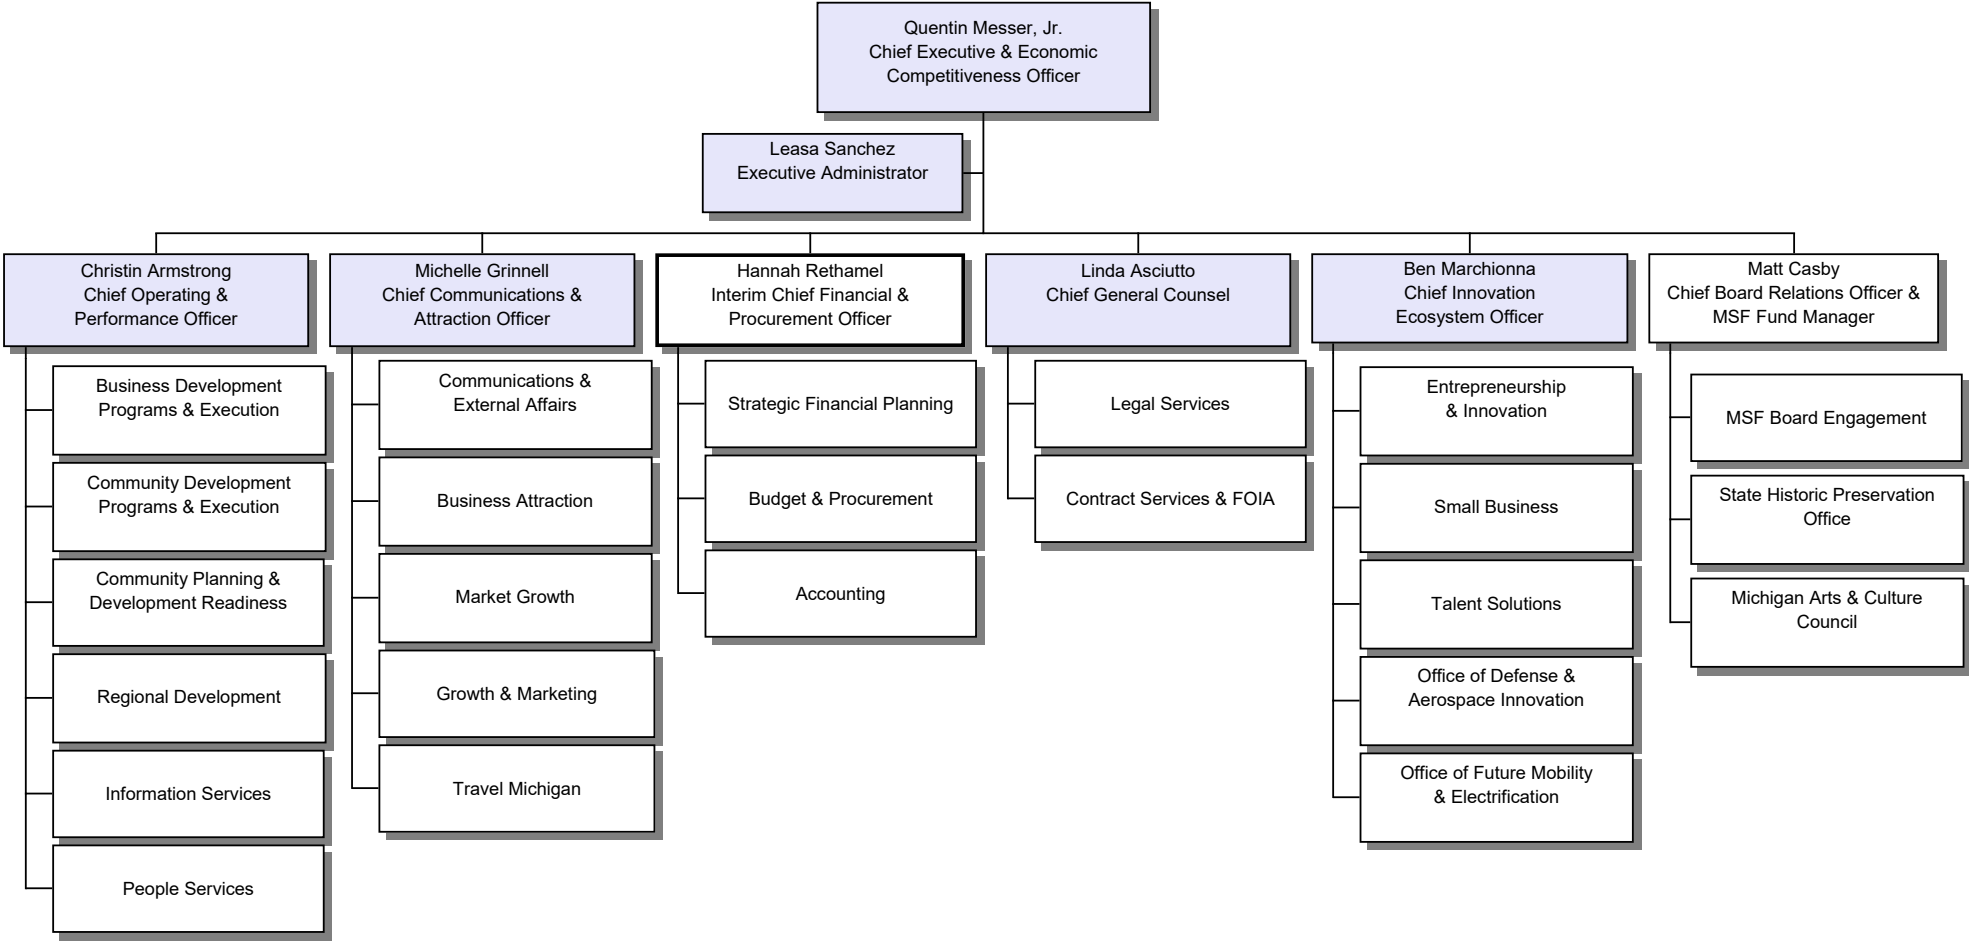 Quentin Messer, Jr.
Chief Executive & Economic
Competitiveness Officer
Leasa Sanchez
Executive Administrator
Christin Armstrong
Chief Operating &
Performance Officer
Business Development
Programs & Execution
Community Development
Programs & Execution
Community Planning &
Development Readiness
Regional Development
Information Services
People Services
Michelle Grinnell
Chief Communications &
Attraction Officer
Communications &
External Affairs
Business Attraction
Market Growth
Growth & Marketing
Travel Michigan
Hannah Rethamel
Interim Chief Financial &
Procurement Officer
Strategic Financial Planning
Budget & Procurement
Accounting
Linda Asciutto
Chief General Counsel
Legal Services
Contract Services & FOIA
Ben Marchionna
Chief Innovation
Ecosystem Officer
Entrepreneurship
& Innovation
Small Business
Talent Solutions
Office of Defense &
Aerospace Innovation
Office of Future Mobility
& Electrification
Matt Casby
Chief Board Relations Officer &
MSF Fund Manager
MSF Board Engagement
State Historic Preservation
Office
Michigan Arts & Culture
Council